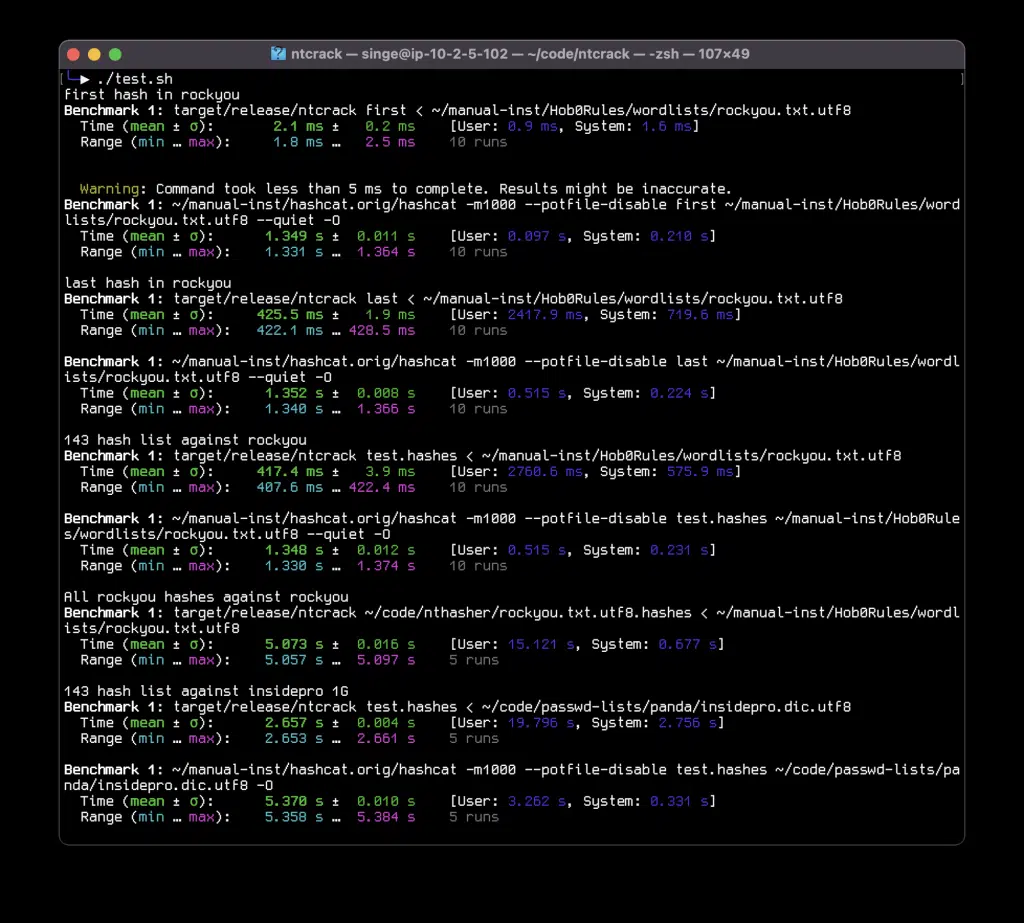 ntcrack — singe@ip-10-2-5-102 — ~/code/ntcrack — -zsh — 107×49
[└─▶ ./test.sh ]
first hash in rockyou
Benchmark 1: target/release/ntcrack first < ~/manual-inst/Hob0Rules/wordlists/rockyou.txt.utf8
  Time (mean ± σ):       2.1 ms ±   0.2 ms    [User: 0.9 ms, System: 1.6 ms]
  Range (min … max):     1.8 ms …   2.5 ms    10 runs
  Warning: Command took less than 5 ms to complete. Results might be inaccurate.
Benchmark 1: ~/manual-inst/hashcat.orig/hashcat -m1000 --potfile-disable first ~/manual-inst/Hob0Rules/word
lists/rockyou.txt.utf8 --quiet -O
  Time (mean ± σ):      1.349 s ±  0.011 s    [User: 0.097 s, System: 0.210 s]
  Range (min … max):    1.331 s …  1.364 s    10 runs
last hash in rockyou
Benchmark 1: target/release/ntcrack last < ~/manual-inst/Hob0Rules/wordlists/rockyou.txt.utf8
  Time (mean ± σ):     425.5 ms ±   1.9 ms    [User: 2417.9 ms, System: 719.6 ms]
  Range (min … max):   422.1 ms … 428.5 ms    10 runs
Benchmark 1: ~/manual-inst/hashcat.orig/hashcat -m1000 --potfile-disable last ~/manual-inst/Hob0Rules/wordl
ists/rockyou.txt.utf8 --quiet -O
  Time (mean ± σ):      1.352 s ±  0.008 s    [User: 0.515 s, System: 0.224 s]
  Range (min … max):    1.340 s …  1.366 s    10 runs
143 hash list against rockyou
Benchmark 1: target/release/ntcrack test.hashes < ~/manual-inst/Hob0Rules/wordlists/rockyou.txt.utf8
  Time (mean ± σ):     417.4 ms ±   3.9 ms    [User: 2760.6 ms, System: 575.9 ms]
  Range (min … max):   407.6 ms … 422.4 ms    10 runs
Benchmark 1: ~/manual-inst/hashcat.orig/hashcat -m1000 --potfile-disable test.hashes ~/manual-inst/Hob0Rule
s/wordlists/rockyou.txt.utf8 --quiet -O
  Time (mean ± σ):      1.348 s ±  0.012 s    [User: 0.515 s, System: 0.231 s]
  Range (min … max):    1.330 s …  1.374 s    10 runs
All rockyou hashes against rockyou
Benchmark 1: target/release/ntcrack ~/code/nthasher/rockyou.txt.utf8.hashes < ~/manual-inst/Hob0Rules/wordl
ists/rockyou.txt.utf8
  Time (mean ± σ):      5.073 s ±  0.016 s    [User: 15.121 s, System: 0.677 s]
  Range (min … max):    5.057 s …  5.097 s    5 runs
143 hash list against insidepro 1G
Benchmark 1: target/release/ntcrack test.hashes < ~/code/passwd-lists/panda/insidepro.dic.utf8
  Time (mean ± σ):      2.657 s ±  0.004 s    [User: 19.796 s, System: 2.756 s]
  Range (min … max):    2.653 s …  2.661 s    5 runs
Benchmark 1: ~/manual-inst/hashcat.orig/hashcat -m1000 --potfile-disable test.hashes ~/code/passwd-lists/pa
nda/insidepro.dic.utf8 -O
  Time (mean ± σ):      5.370 s ±  0.010 s    [User: 3.262 s, System: 0.331 s]
  Range (min … max):    5.358 s …  5.384 s    5 runs